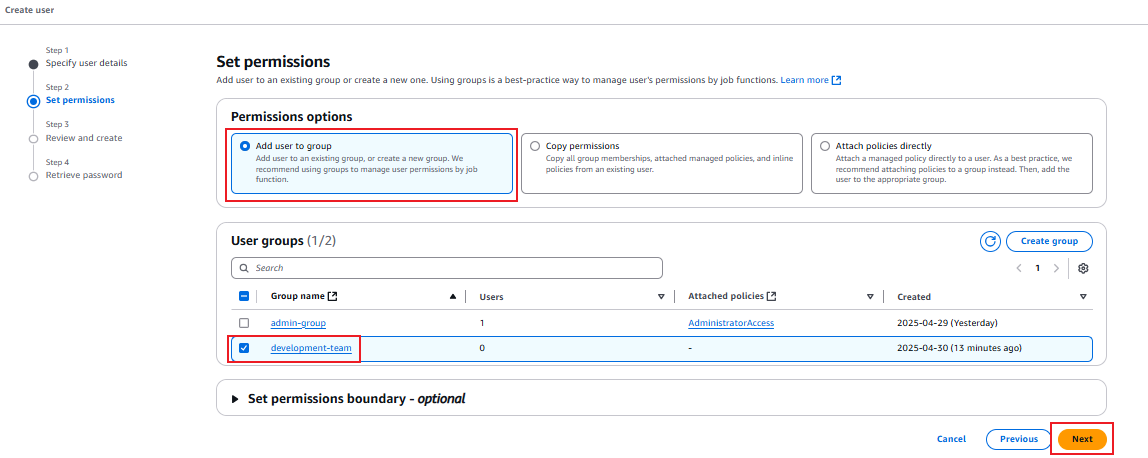 Create user
Step 1
Specify user details
Step 2
Set permissions
Step 3
Review and create
Step 4
Retrieve password
Set permissions
Add user to an existing group or create a new one. Using groups is a best-practice way to manage user's permissions by job functions. Learn more
Permissions options
Add user to group
Add user to an existing group, or create a new group. We
recommend using groups to manage user permissions by job
function.
Copy permissions
Copy all group memberships, attached managed policies, and inline
policies from an existing user.
Attach policies directly
Attach a managed policy directly to a user. As a best practice, we
recommend attaching policies to a group instead. Then, add the
user to the appropriate group.
User groups (1/2)
Create group
Search
1
Group name Users Attached policies Created
admin-group 1 AdministratorAccess 2025-04-29 (Yesterday)
development-team 0 - 2025-04-30 (13 minutes ago)
Set permissions boundary - optional
Cancel Previous Next